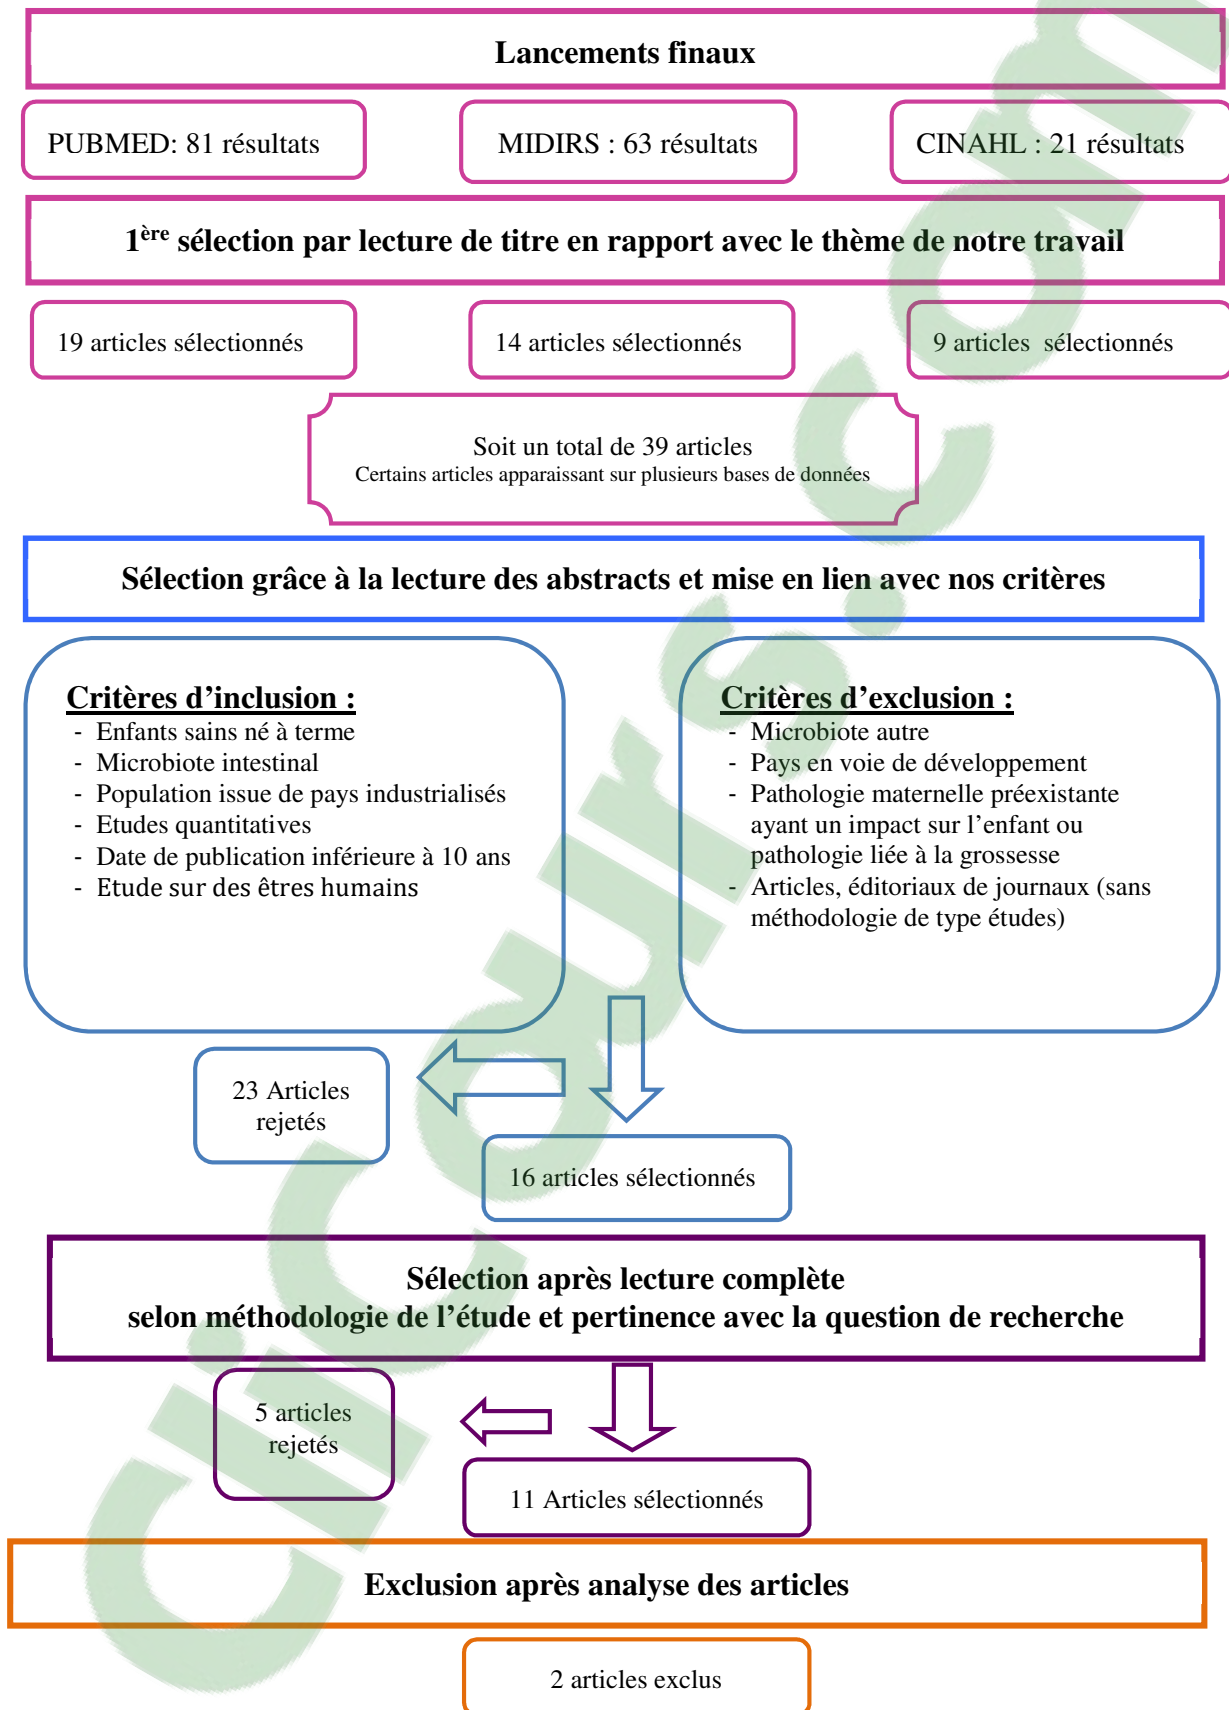 Lancements finaux
PUBMED: 81 résultats
MIDIRS : 63 résultats
CINAHL : 21 résultats
1ère sélection par lecture de titre en rapport avec le thème de notre travail
19 articles sélectionnés
14 articles sélectionnés
9 articles sélectionnés
Soit un total de 39 articles
Certains articles apparaissant sur plusieurs bases de données
Sélection grâce à la lecture des abstracts et mise en lien avec nos critères
Critères d’inclusion :
- Enfants sains né à terme
- Microbiote intestinal
- Population issue de pays industrialisés
- Etudes quantitatives
- Date de publication inférieure à 10 ans
- Etude sur des êtres humains
Critères d’exclusion :
- Microbiote autre
- Pays en voie de développement
- Pathologie maternelle préexistante
ayant un impact sur l’enfant ou
pathologie liée à la grossesse
- Articles, éditoriaux de journaux (sans
méthodologie de type études)
23 Articles
rejetés
16 articles sélectionnés
Sélection après lecture complète
selon méthodologie de l’étude et pertinence avec la question de recherche
5 articles
rejetés
11 Articles sélectionnés
Exclusion après analyse des articles
2 articles exclus
CliCours.com